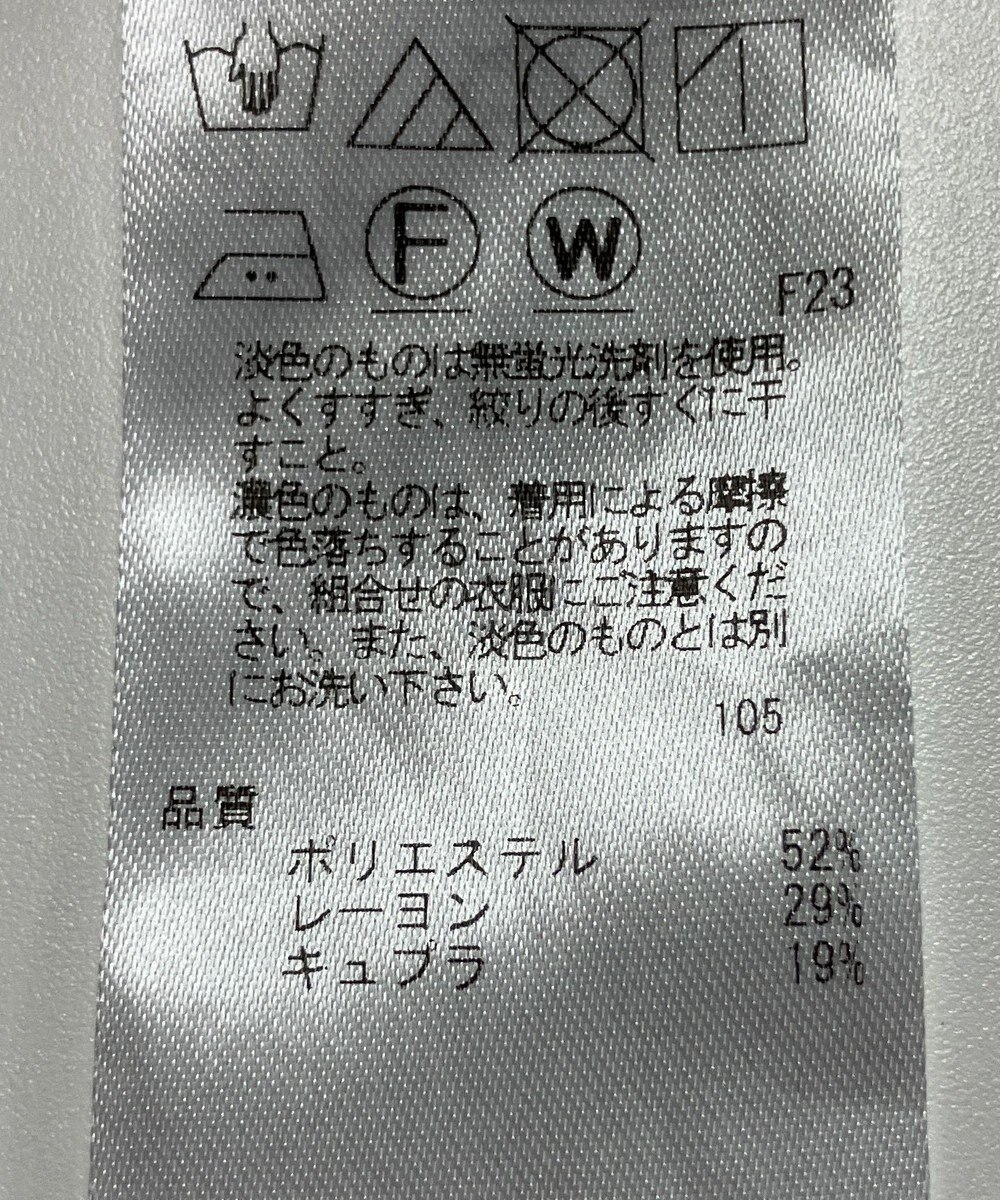 F
W
F23
淡色のものは無蛍光洗剤を使用。
よくすすぎ、絞りの後すぐに干
すこと。
濃色のものは、着用による摩擦
で色落ちすることがありますの
で、組合せの衣服にご注意くだ
さい。また、淡色のものとは別
にお洗い下さい。
105
品質
ポリエステル 52%
レーヨン 29%
キュプラ 19%